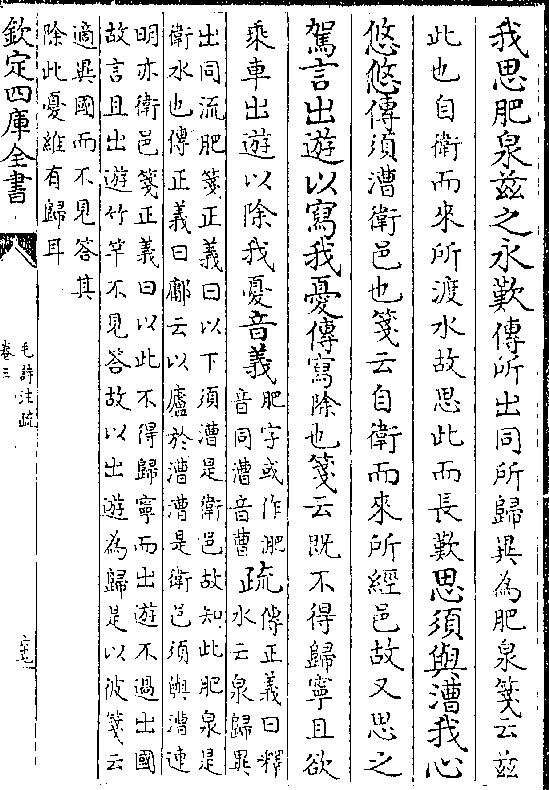 我思肥泉兹之永歎傳所出同所歸異為肥泉箋云兹
此也自衛而來所渡水故思此而長歎思須與漕我心
悠悠傳須漕衛邑也箋云自衛而來所經邑故又思之
駕言出遊以寫我憂傳寫除也箋云既不得歸寧且欲
乘車出遊以除我憂音義肥字或作淝
音同漕音曹疏傳正義曰釋
水云泉歸異
出同流肥箋正義曰以下須漕是衛邑故知此肥泉是
衛水也傳正義曰鄘云以廬於漕漕是衛邑須與漕連
明亦衛邑箋正義曰以此不得歸寧而出遊不過出國
故言且出遊竹竿不見答故以出遊為歸是以彼箋云
適異國而不見答其
除此憂維有歸耳
欽定四庫全書
毛詩注疏
卷三